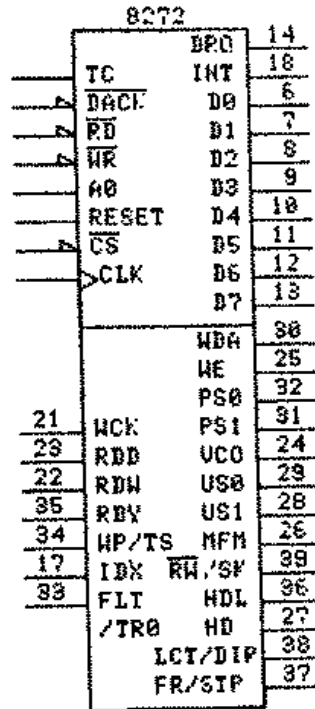 8272
DRQ 14
TC INT 18
DACK D0 6
RD D1 7
WR D2 8
A0 D3 9
RESET D4 10
CS D5 11
CLK D6 12
D7 13
WDA 30
WE 25
PS0 32
21 WCK PS1 31
23 RDD VCO 24
22 RDW US0 29
35 RDY US1 28
34 WP/TS MFM 26
17 IDX RW/SK 39
33 FLT HDL 36
/TR0 HD 27
LCT/DIR 38
FR/STP 37